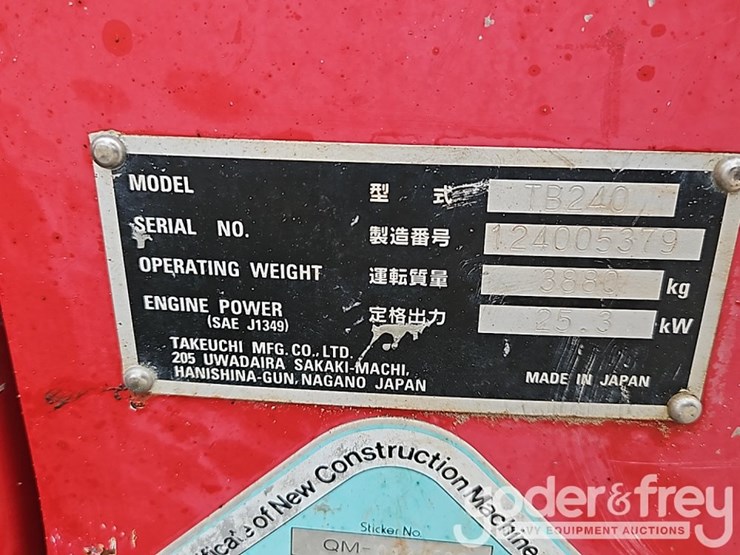 MODEL 型 式 TB240
SERIAL NO. 製造番号 124005379
OPERATING WEIGHT 運転質量 3880 kg
ENGINE POWER 定格出力 25.3 kW
(SAE J1349)
TAKEUCHI MFG. CO., LTD.
205 UWADAIRA SAKAKI-MACHI,
HANISHINA-GUN, NAGANO JAPAN
MADE IN JAPAN
of New Construction
Sticker No.
QM-
yoder&frey
HEAVY EQUIPMENT AUCTIONS